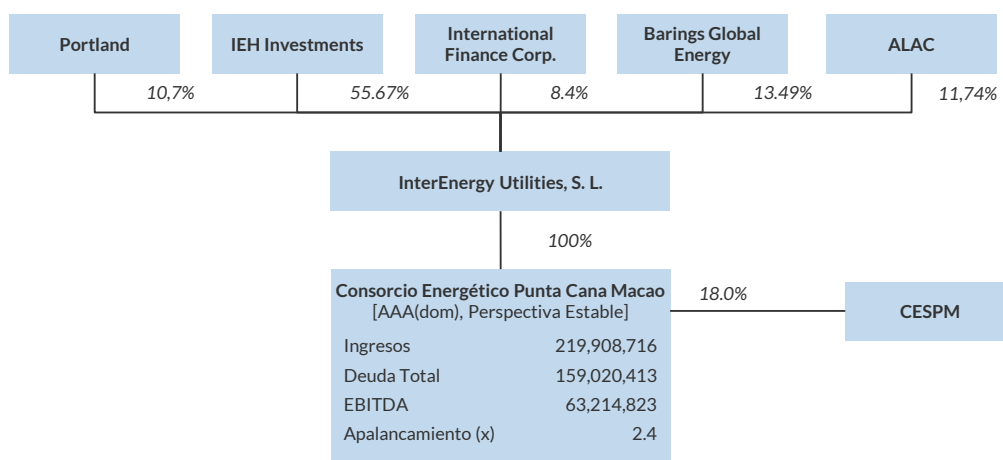 Portland
IEH Investments
International
Finance Corp.
Barings Global
Energy
ALAC
10,7%
55.67%
8.4%
13.49%
11,74%
InterEnergy Utilities, S. L.
100%
Consorcio Energético Punta Cana Macao
[AAA(dom), Perspectiva Estable]
18.0%
CESPM
Ingresos 219,908,716
Deuda Total 159,020,413
EBITDA 63,214,823
Apalancamiento (x) 2.4